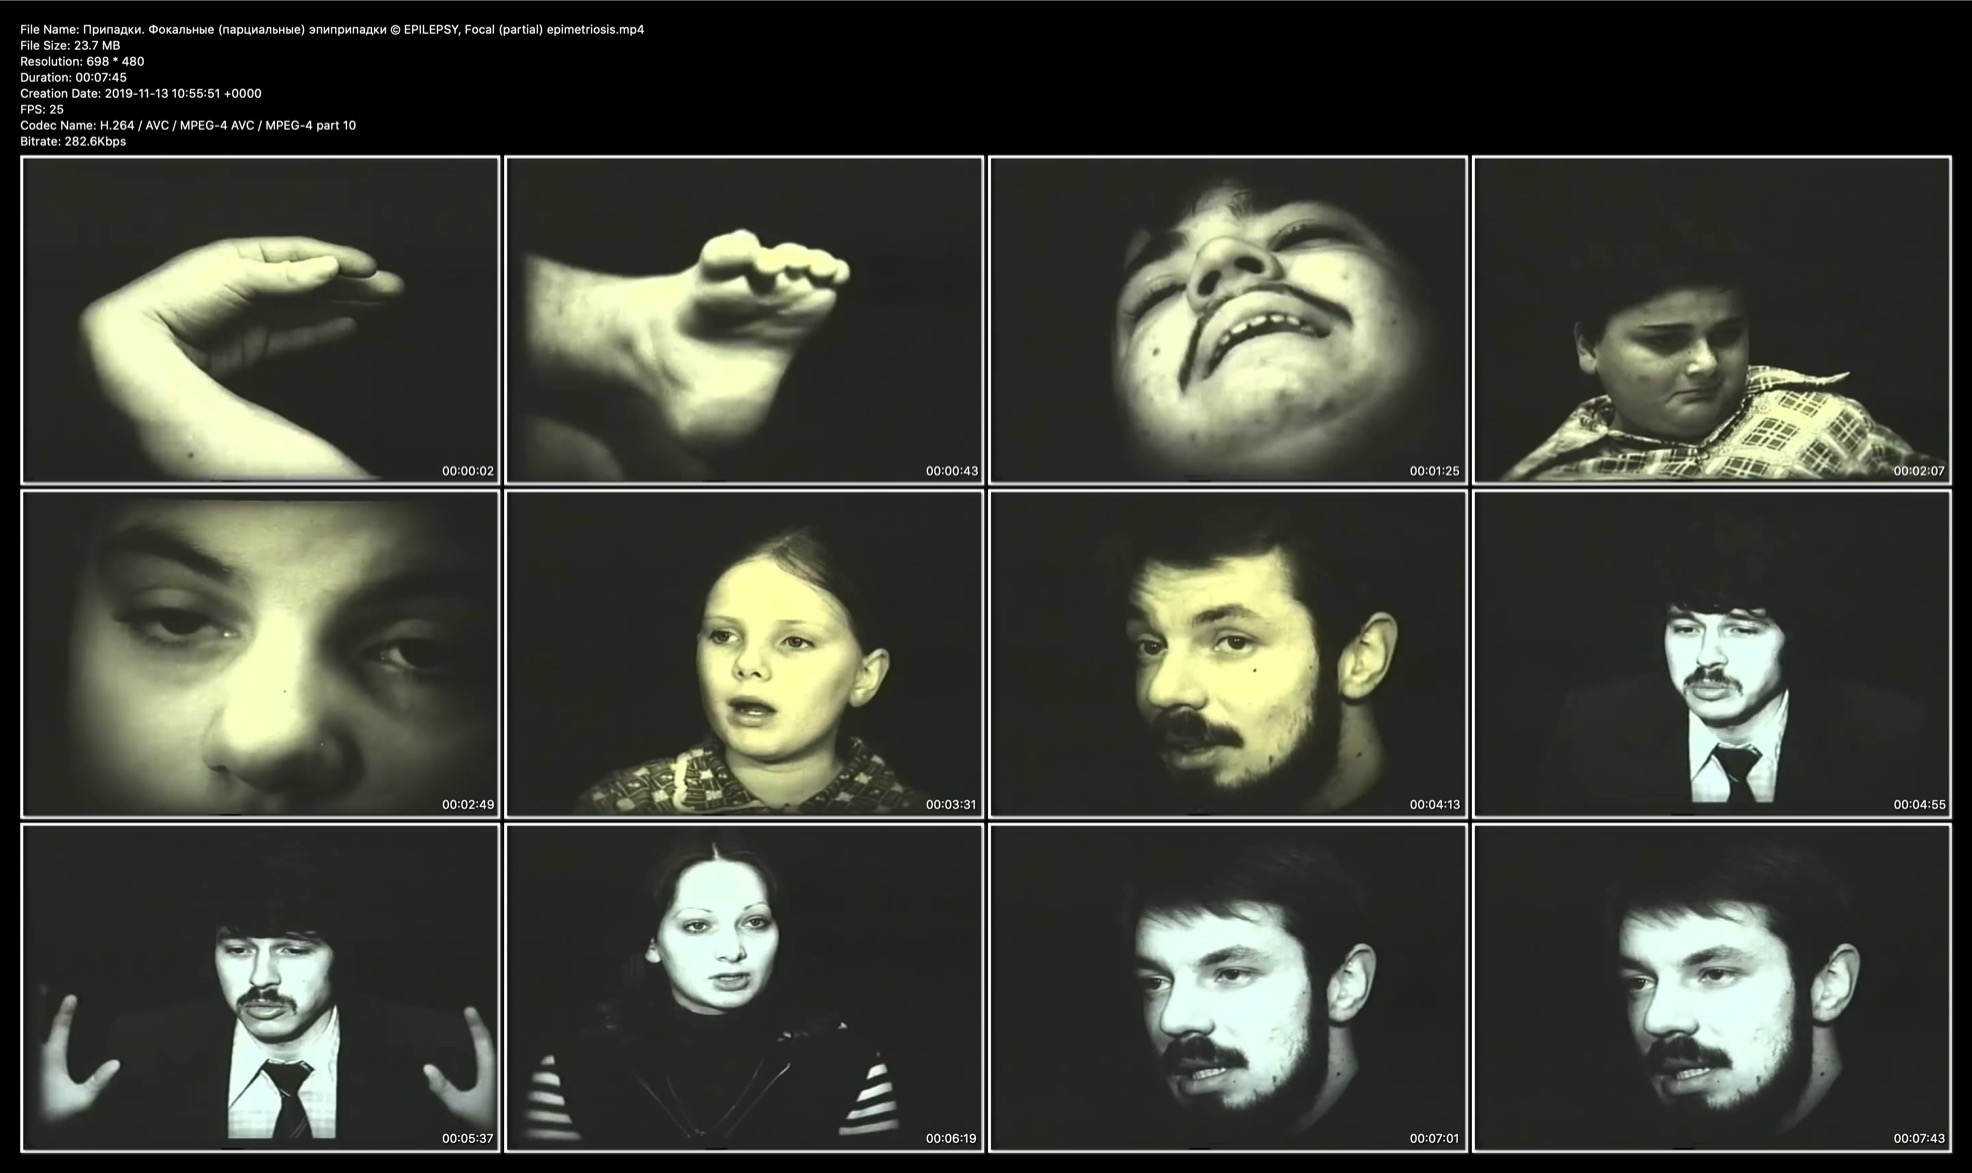 File Name: Припадки. Фокальные (парциальные) эпиприпадки © EPILEPSY, Focal (partial) epimetriosis.mp4
File Size: 23.7 MB
Resolution: 698 * 480
Duration: 00:07:45
Creation Date: 2019-11-13 10:55:51 +0000
FPS: 25
Codec Name: H.264 / AVC / MPEG-4 AVC / MPEG-4 part 10
Bitrate: 282.6Kbps
00:00:02
00:00:43
00:01:25
00:02:07
00:02:49
00:03:31
00:04:13
00:04:55
00:05:37
00:06:19
00:07:01
00:07:43